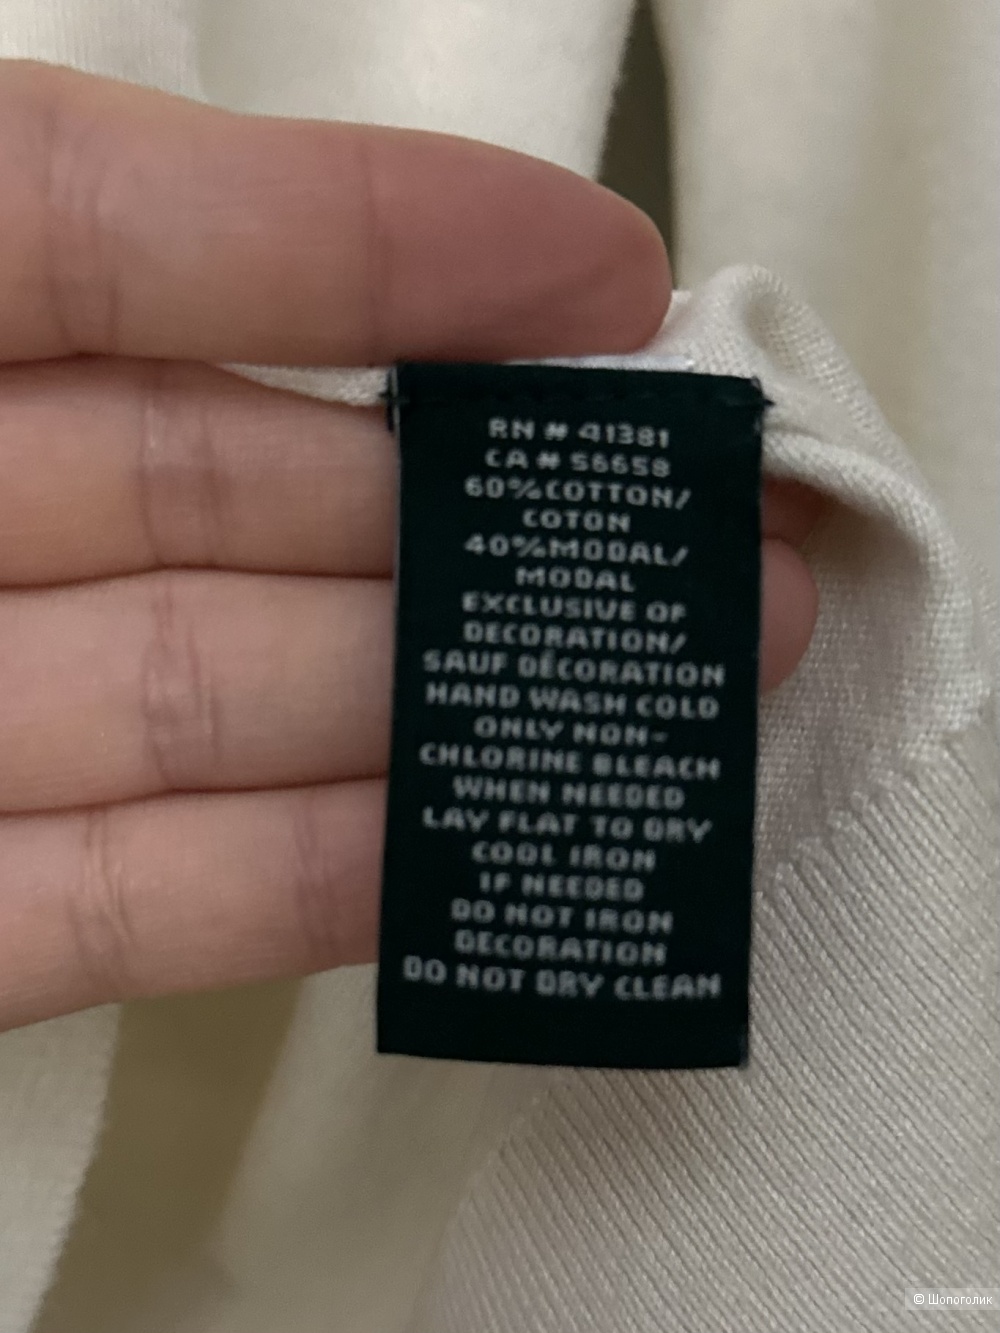 RN # 41381
CA # 56658
60%COTTON/
COTON
40%MODAL/
MODAL
EXCLUSIVE OF
DECORATION/
SAUF DÉCORATION
HAND WASH COLD
ONLY NON-
CHLORINE BLEACH
WHEN NEEDED
LAY FLAT TO DRY
COOL IRON
IF NEEDED
DO NOT IRON
DECORATION
DO NOT DRY CLEAN
© Шопоголик